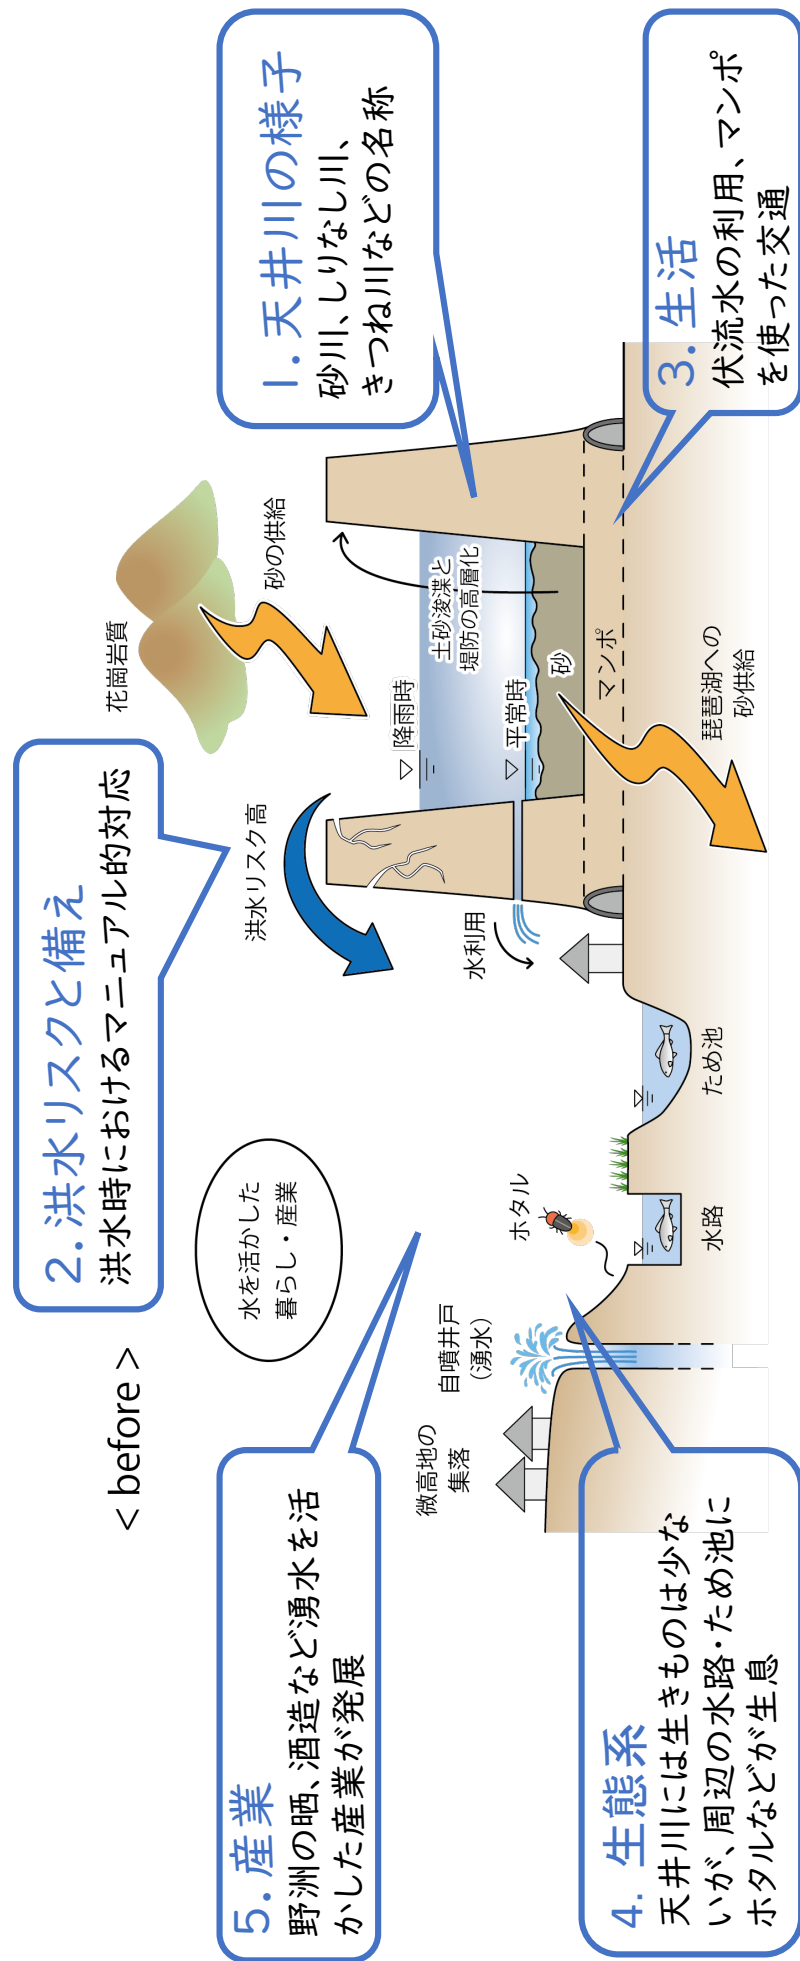 < before >
1. 天井川の様子
砂川、しりなし川、
きつね川などの名称
2. 洪水リスクと備え
洪水時におけるマニュアル的対応
3. 生活
伏流水の利用、マンポ
を使った交通
4. 生態系
天井川には生きものは少な
いが、周辺の水路・ため池に
ホタルなどが生息
5. 産業
野洲の晒、酒造など湧水を活
かした産業が発展
水を活かした
暮らし・産業
花崗岩質
砂の供給
洪水リスク高
降雨時
平常時
土砂浚渫と
堤防の高層化
砂
マンポ
琵琶湖への
砂供給
水利用
ため池
水路
ホタル
自噴井戸
(湧水)
微高地の
集落